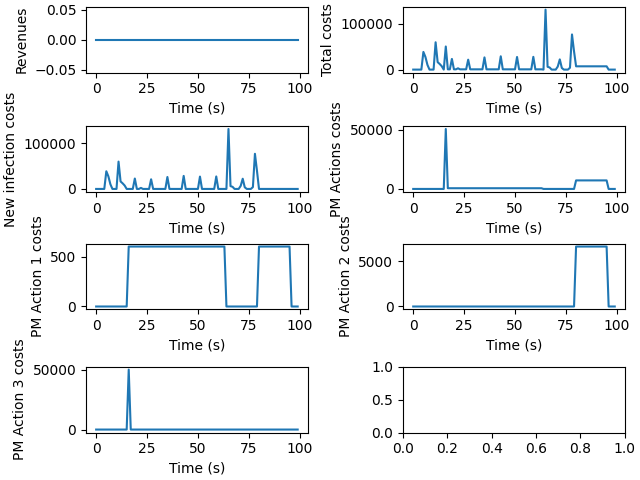 Revenues
0.05
0.00
−0.05
0 25 50 75 100
Time (s)
Total costs
100000
0
0 25 50 75 100
Time (s)
New infection costs
100000
0
0 25 50 75 100
Time (s)
PM Actions costs
50000
0
0 25 50 75 100
Time (s)
PM Action 1 costs
500
0
0 25 50 75 100
Time (s)
PM Action 2 costs
5000
0
0 25 50 75 100
Time (s)
PM Action 3 costs
50000
0
0 25 50 75 100
Time (s)
1.0
0.5
0.0
0.0 0.2 0.4 0.6 0.8 1.0